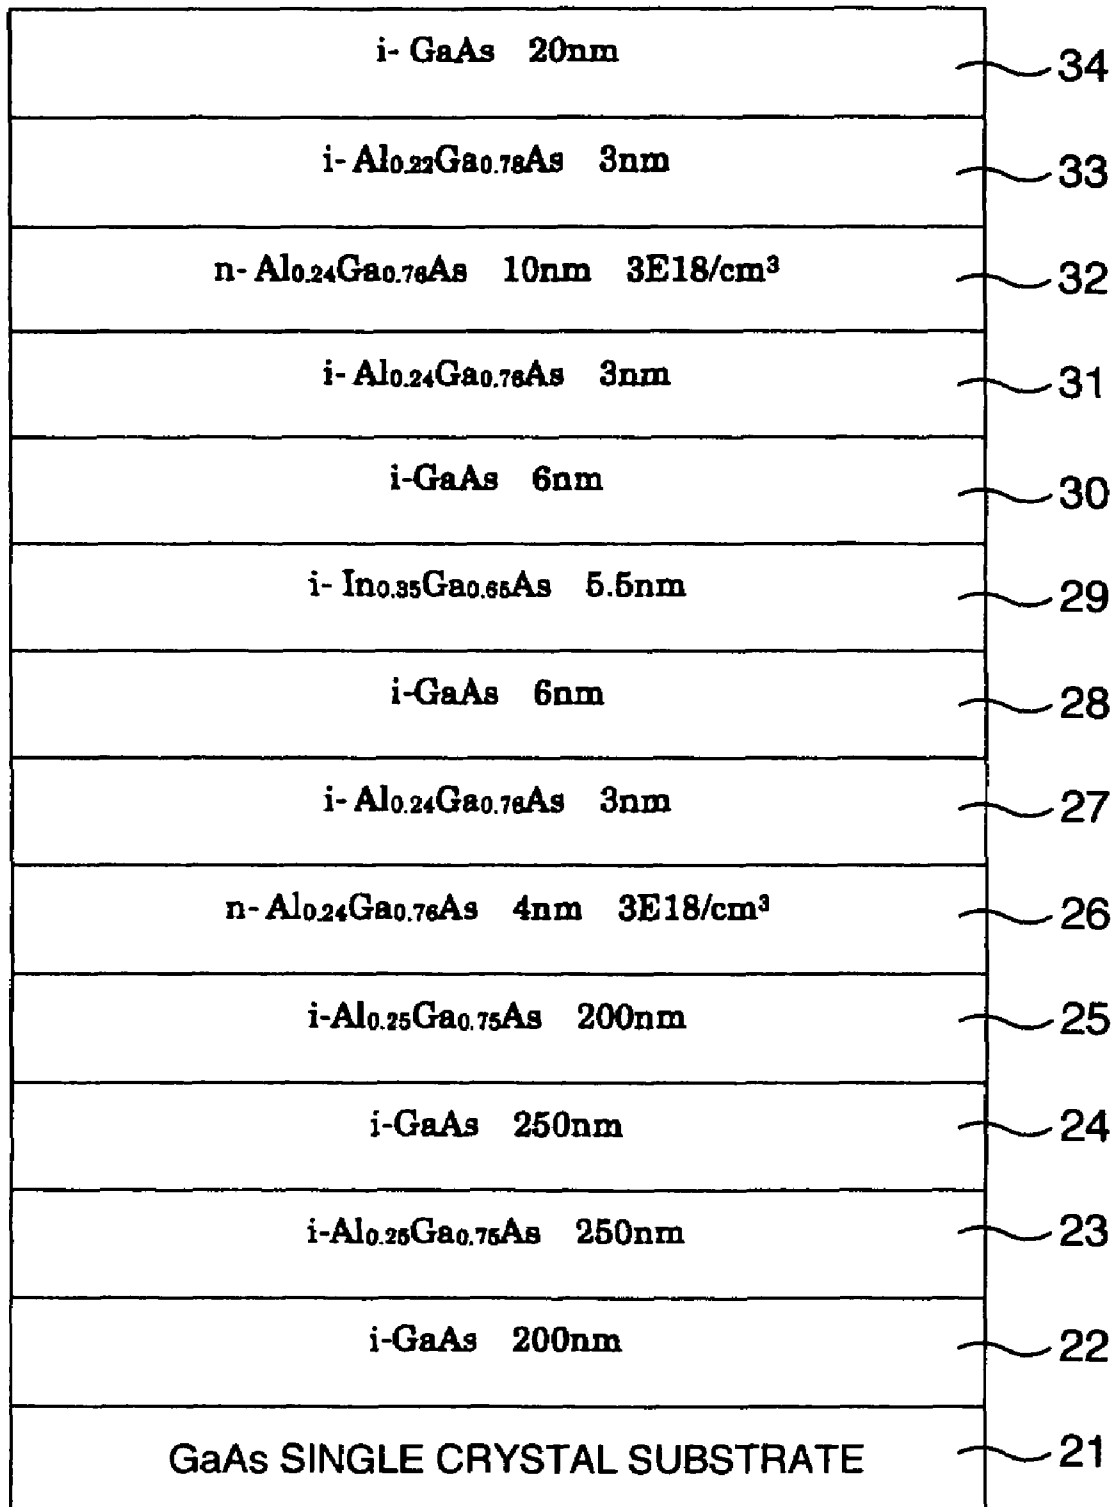 i- GaAs 20nm 34
i- Al0.22Ga0.78As 3nm 33
n- Al0.24Ga0.76As 10nm 3E18/cm³ 32
i- Al0.24Ga0.76As 3nm 31
i-GaAs 6nm 30
i- In0.35Ga0.65As 5.5nm 29
i-GaAs 6nm 28
i- Al0.24Ga0.76As 3nm 27
n- Al0.24Ga0.76As 4nm 3E18/cm³ 26
i-Al0.25Ga0.75As 200nm 25
i-GaAs 250nm 24
i-Al0.25Ga0.75As 250nm 23
i-GaAs 200nm 22
GaAs SINGLE CRYSTAL SUBSTRATE 21